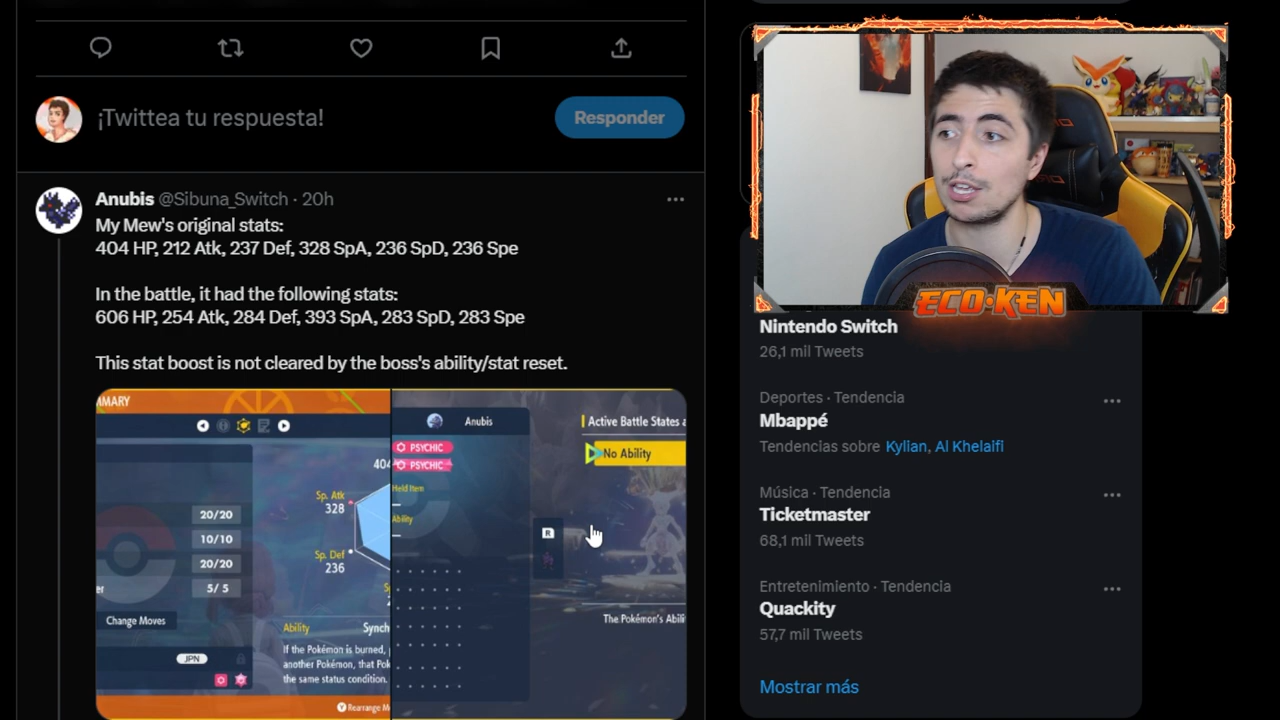 ¡Twittea tu respuesta!
Responder
Anubis @Sibuna_Switch · 20h
My Mew's original stats:
404 HP, 212 Atk, 237 Def, 328 SpA, 236 SpD, 236 Spe
In the battle, it had the following stats:
606 HP, 254 Atk, 284 Def, 393 SpA, 283 SpD, 283 Spe
This stat boost is not cleared by the boss's ability/stat reset.
MMARY
404
Sp. Atk
328
Sp. Def
236
20/20
10/10
20/20
er 5/5
Change Moves
Ability Synch
If the Pokémon is burned,
another Pokémon, that Pok
the same status condition.
JPN
Rearrange M
Anubis
PSYCHIC
PSYCHIC
Held Item
Ability
Active Battle States a
No Ability
R
The Pokémon's Abili
ECO·KEN
Nintendo Switch
26,1 mil Tweets
Deportes · Tendencia
Mbappé
Tendencias sobre Kylian, Al Khelaifi
Música · Tendencia
Ticketmaster
68,1 mil Tweets
Entretenimiento · Tendencia
Quackity
57,7 mil Tweets
Mostrar más